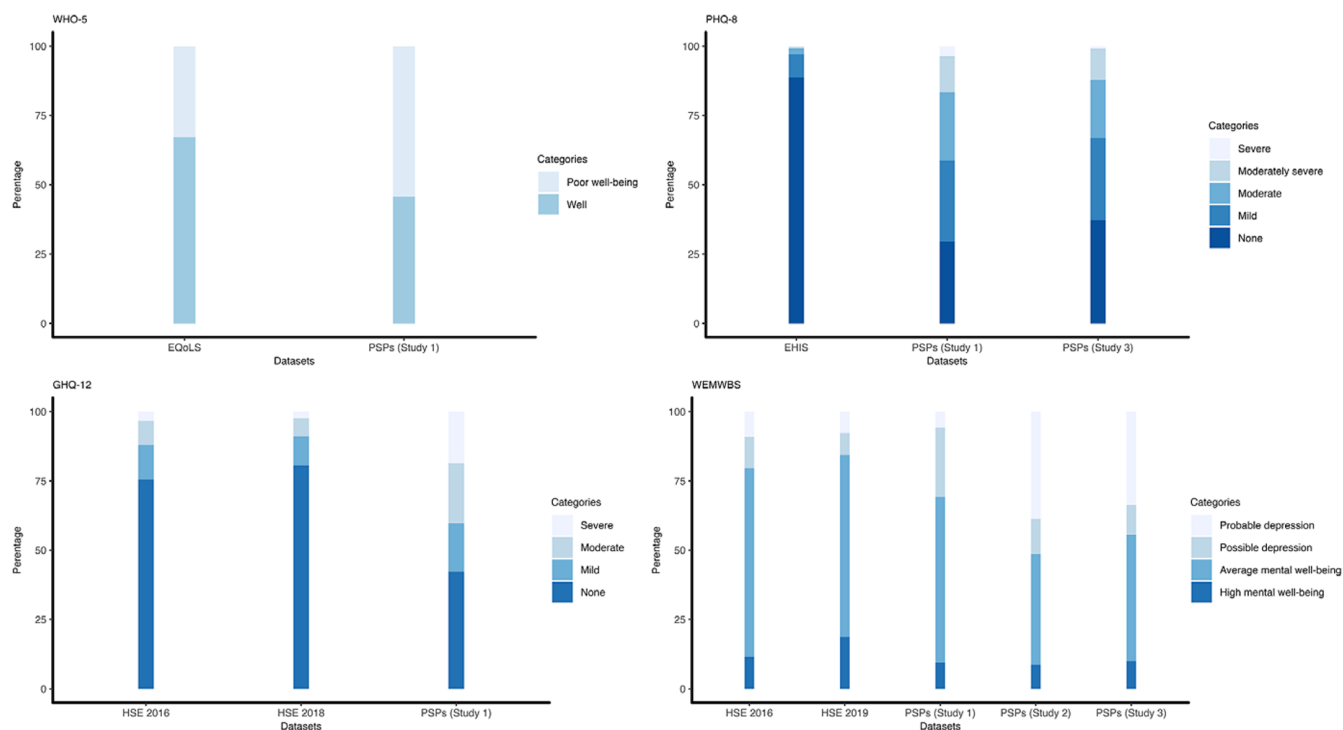 WHO-5
100
75
50
25
0
Perentage
EQoLS
PSPs (Study 1)
Datasets
Categories
Poor well-being
Well
PHQ-8
100
75
50
25
0
Perentage
EHIS
PSPs (Study 1)
PSPs (Study 3)
Datasets
Categories
Severe
Moderately severe
Moderate
Mild
None
GHQ-12
100
75
50
25
0
Perentage
HSE 2016
HSE 2018
PSPs (Study 1)
Datasets
Categories
Severe
Moderate
Mild
None
WEMWBS
100
75
50
25
0
Perentage
HSE 2016
HSE 2019
PSPs (Study 1)
PSPs (Study 2)
PSPs (Study 3)
Datasets
Categories
Probable depression
Possible depression
Average mental well-being
High mental well-being